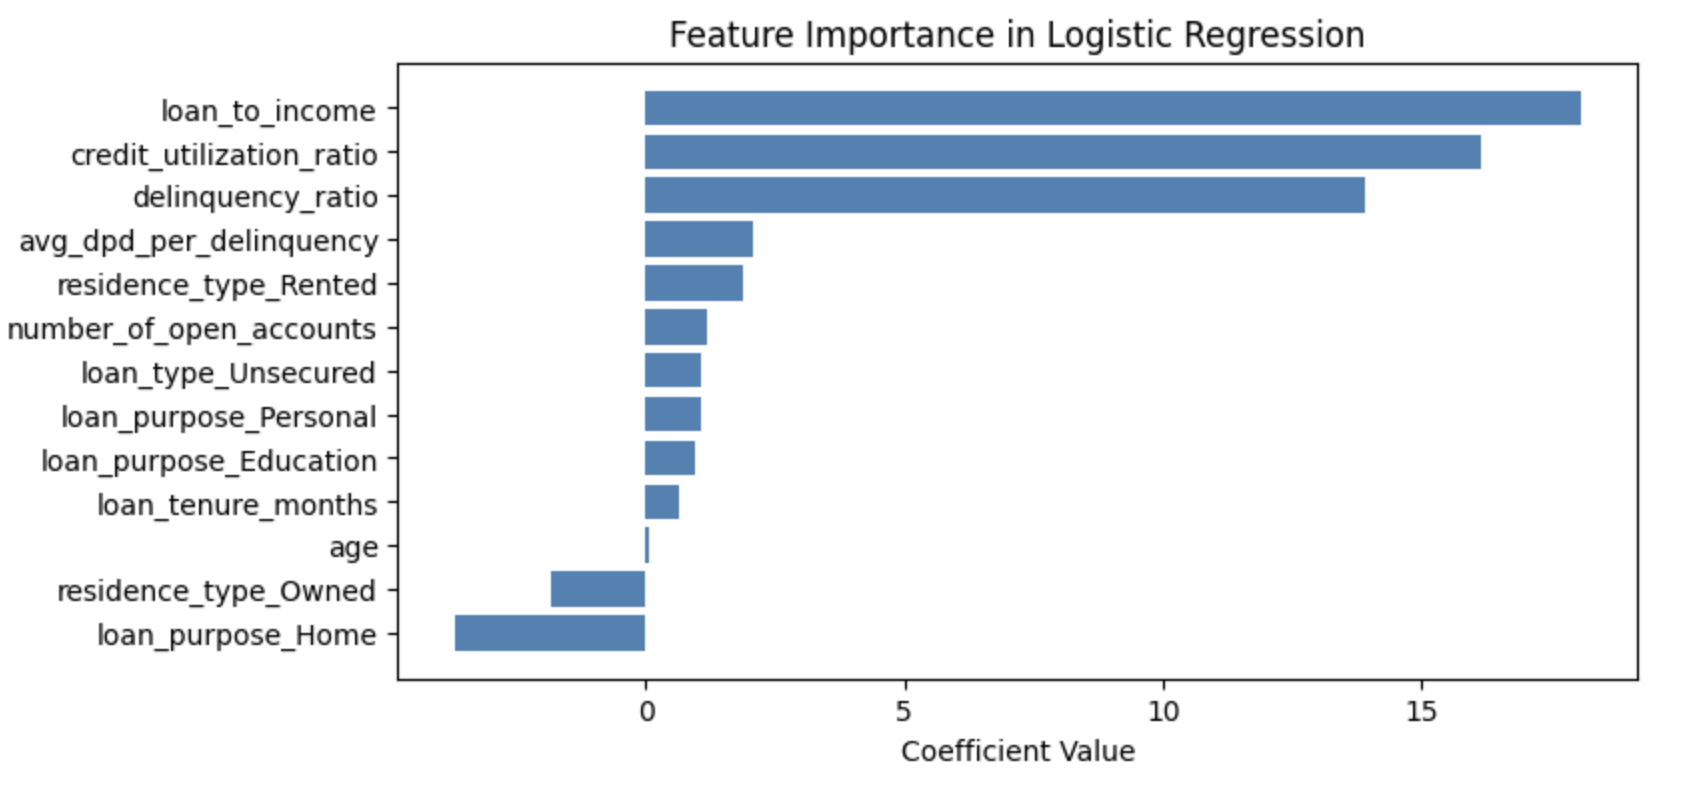 Feature Importance in Logistic Regression
loan_to_income
credit_utilization_ratio
delinquency_ratio
avg_dpd_per_delinquency
residence_type_Rented
number_of_open_accounts
loan_type_Unsecured
loan_purpose_Personal
loan_purpose_Education
loan_tenure_months
age
residence_type_Owned
loan_purpose_Home
0 5 10 15
Coefficient Value